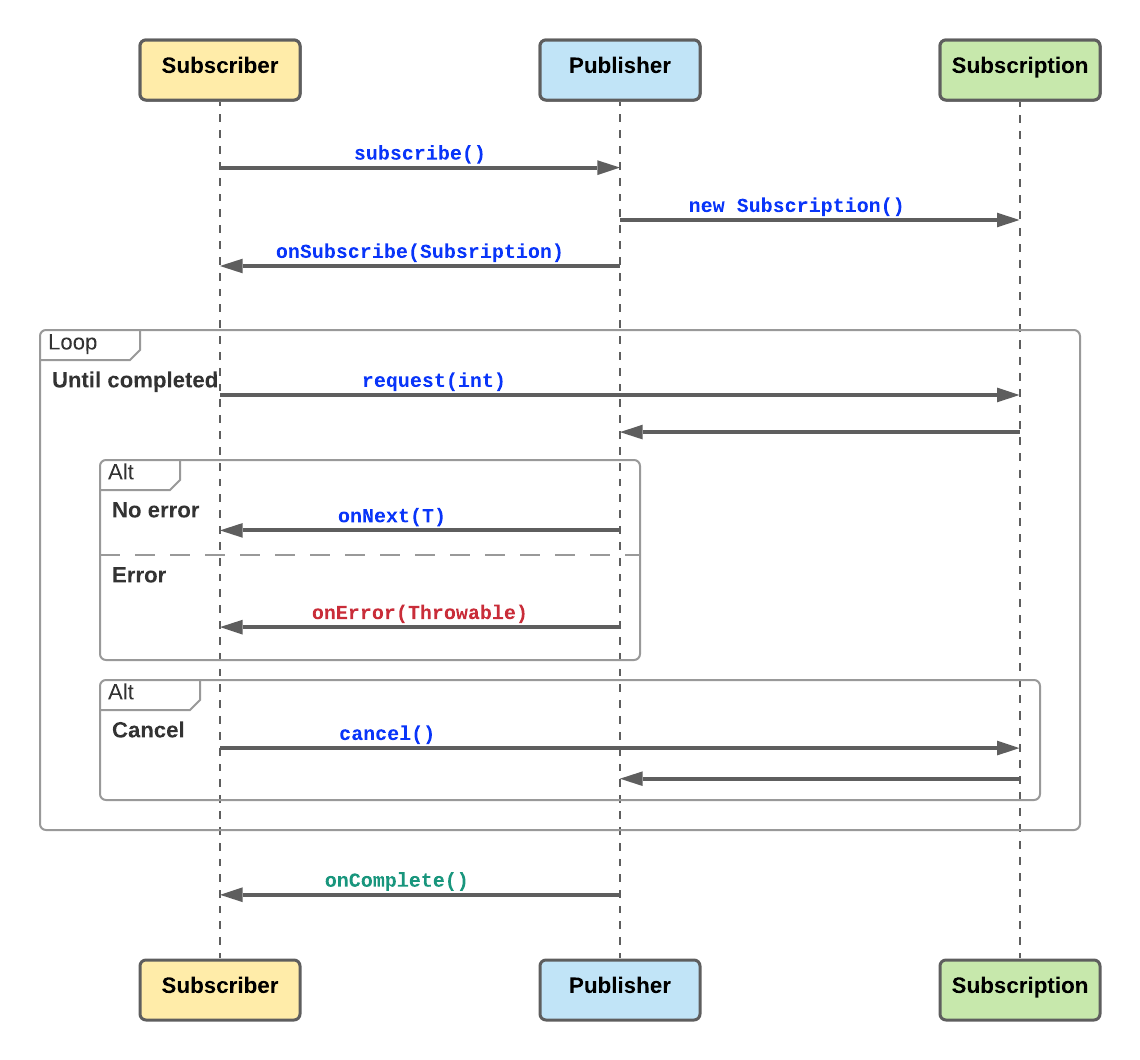 Subscriber
Publisher
Subscription
subscribe()
new Subscription()
onSubscribe(Subsription)
Loop
Until completed
request(int)
Alt
No error
onNext(T)
Error
onError(Throwable)
Alt
Cancel
cancel()
onComplete()
Subscriber
Publisher
Subscription